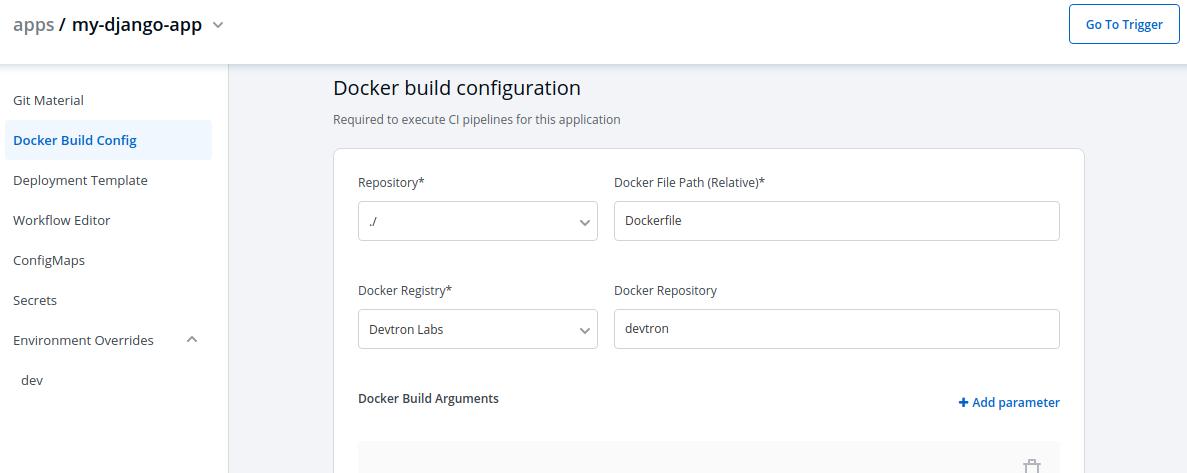 apps / my-django-app
Go To Trigger
Git Material
Docker Build Config
Deployment Template
Workflow Editor
ConfigMaps
Secrets
Environment Overrides
dev
Docker build configuration
Required to execute CI pipelines for this application
Repository*
Docker File Path (Relative)*
./
Dockerfile
Docker Registry*
Docker Repository
Devtron Labs
devtron
Docker Build Arguments
+ Add parameter